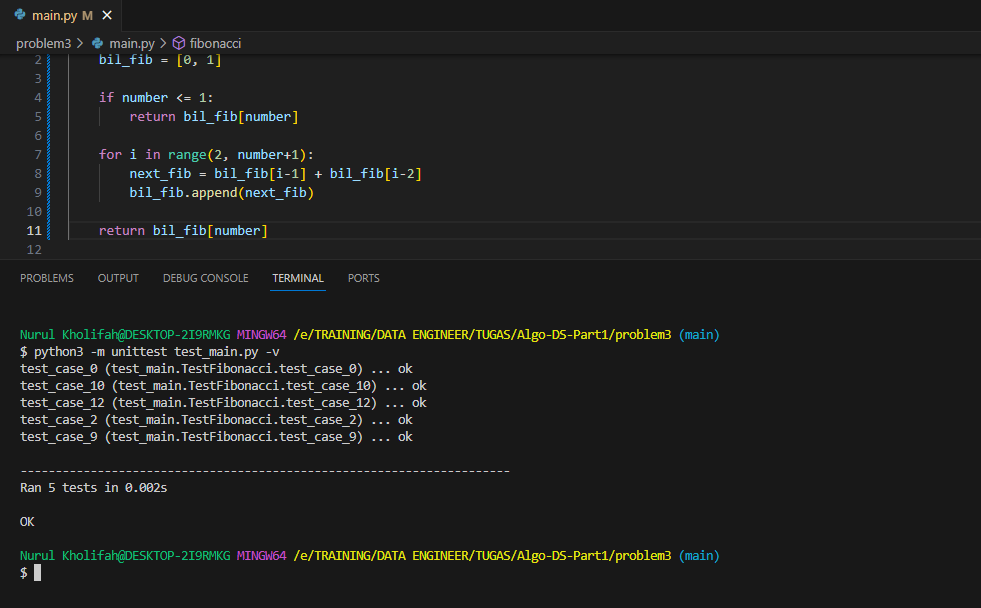 main.py M ×
problem3 > main.py > fibonacci
2 bil_fib = [0, 1]
3
4 if number <= 1:
5 return bil_fib[number]
6
7 for i in range(2, number+1):
8 next_fib = bil_fib[i-1] + bil_fib[i-2]
9 bil_fib.append(next_fib)
10
11 return bil_fib[number]
12
PROBLEMS OUTPUT DEBUG CONSOLE TERMINAL PORTS
Nurul Kholifah@DESKTOP-2I9RMKG MINGW64 /e/TRAINING/DATA ENGINEER/TUGAS/Algo-DS-Part1/problem3 (main)
$ python3 -m unittest test_main.py -v
test_case_0 (test_main.TestFibonacci.test_case_0) ... ok
test_case_10 (test_main.TestFibonacci.test_case_10) ... ok
test_case_12 (test_main.TestFibonacci.test_case_12) ... ok
test_case_2 (test_main.TestFibonacci.test_case_2) ... ok
test_case_9 (test_main.TestFibonacci.test_case_9) ... ok
----------------------------------------------------------------------
Ran 5 tests in 0.002s
OK
Nurul Kholifah@DESKTOP-2I9RMKG MINGW64 /e/TRAINING/DATA ENGINEER/TUGAS/Algo-DS-Part1/problem3 (main)
$